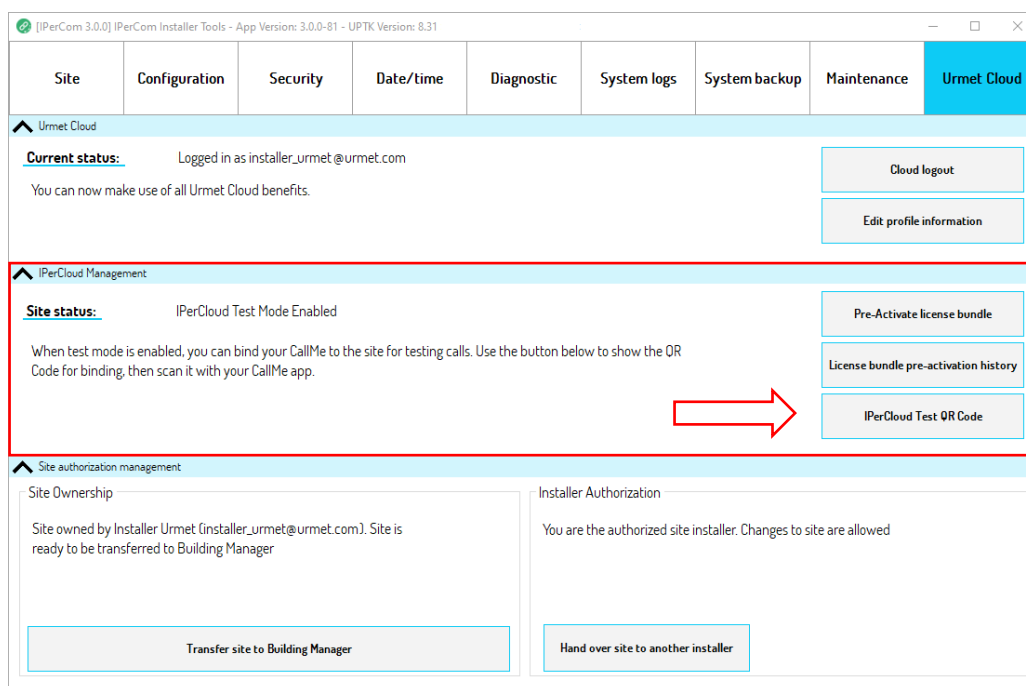 [IPerCom 3.0.0] IPerCom Installer Tools - App Version: 3.0.0-81 - UPTK Version: 8.31
Site
Configuration
Security
Date/time
Diagnostic
System logs
System backup
Maintenance
Urmet Cloud
Urmet Cloud
Current status:
Logged in as installer_urmet@urmet.com
You can now make use of all Urmet Cloud benefits.
Cloud logout
Edit profile information
IPerCloud Management
Site status:
IPerCloud Test Mode Enabled
When test mode is enabled, you can bind your CallMe to the site for testing calls. Use the button below to show the QR
Code for binding, then scan it with your CallMe app.
Pre-Activate license bundle
License bundle pre-activation history
IPerCloud Test QR Code
Site authorization management
Site Ownership
Site owned by Installer Urmet (installer_urmet@urmet.com). Site is
ready to be transferred to Building Manager
Transfer site to Building Manager
Installer Authorization
You are the authorized site installer. Changes to site are allowed
Hand over site to another installer